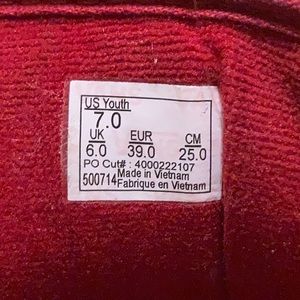 US Youth
7.0
UK EUR CM
6.0 39.0 25.0
PO Cut# : 4000222107
Made in Vietnam
500714 Fabrique en Vietnam